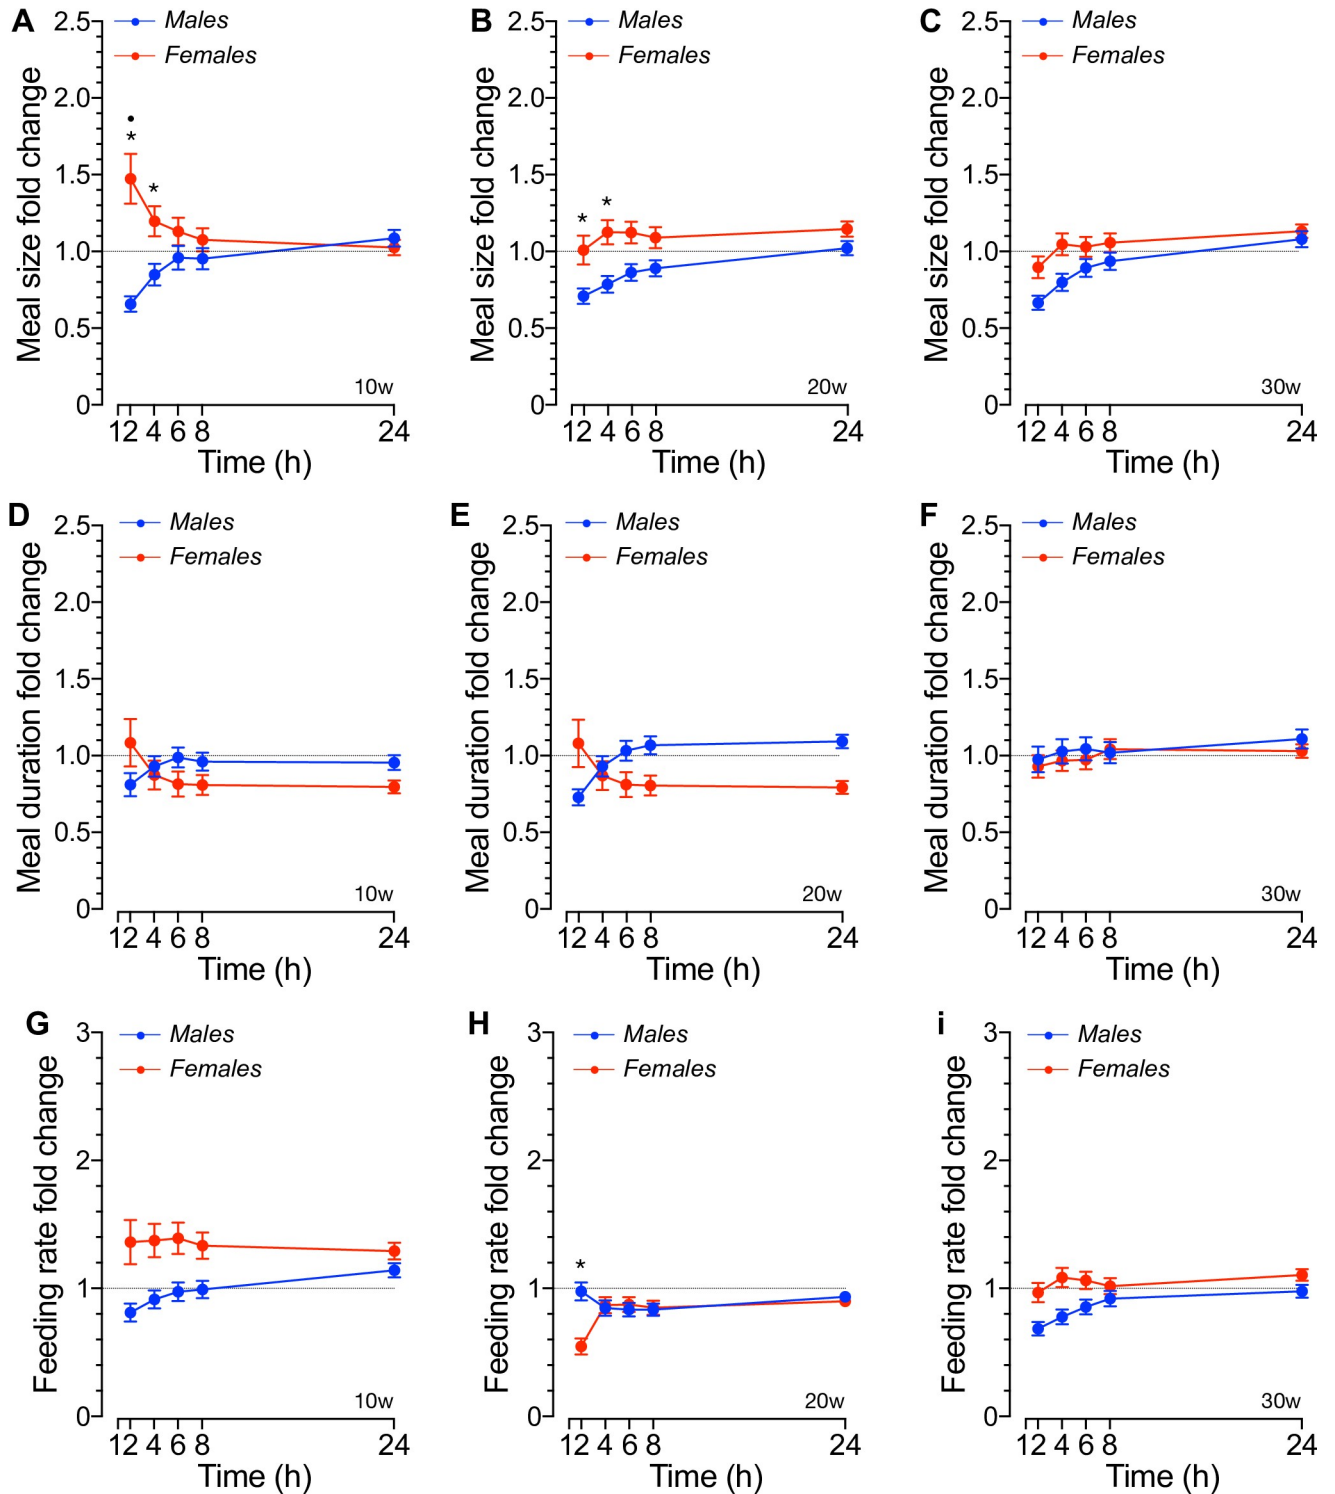 A
Males
Females
2.5
2.0
1.5
1.0
0.5
0
Meal size fold change
•
*
*
10w
12 4 6 8 24
Time (h)
B
Males
Females
2.5
2.0
1.5
1.0
0.5
0
Meal size fold change
*
*
20w
12 4 6 8 24
Time (h)
C
Males
Females
2.5
2.0
1.5
1.0
0.5
0
Meal size fold change
30w
12 4 6 8 24
Time (h)
D
Males
Females
2.5
2.0
1.5
1.0
0.5
0
Meal duration fold change
10w
12 4 6 8 24
Time (h)
E
Males
Females
2.5
2.0
1.5
1.0
0.5
0
Meal duration fold change
20w
12 4 6 8 24
Time (h)
F
Males
Females
2.5
2.0
1.5
1.0
0.5
0
Meal duration fold change
30w
12 4 6 8 24
Time (h)
G
Males
Females
3
2
1
0
Feeding rate fold change
10w
12 4 6 8 24
Time (h)
H
Males
Females
3
2
1
0
Feeding rate fold change
*
20w
12 4 6 8 24
Time (h)
i
Males
Females
3
2
1
0
Feeding rate fold change
30w
12 4 6 8 24
Time (h)